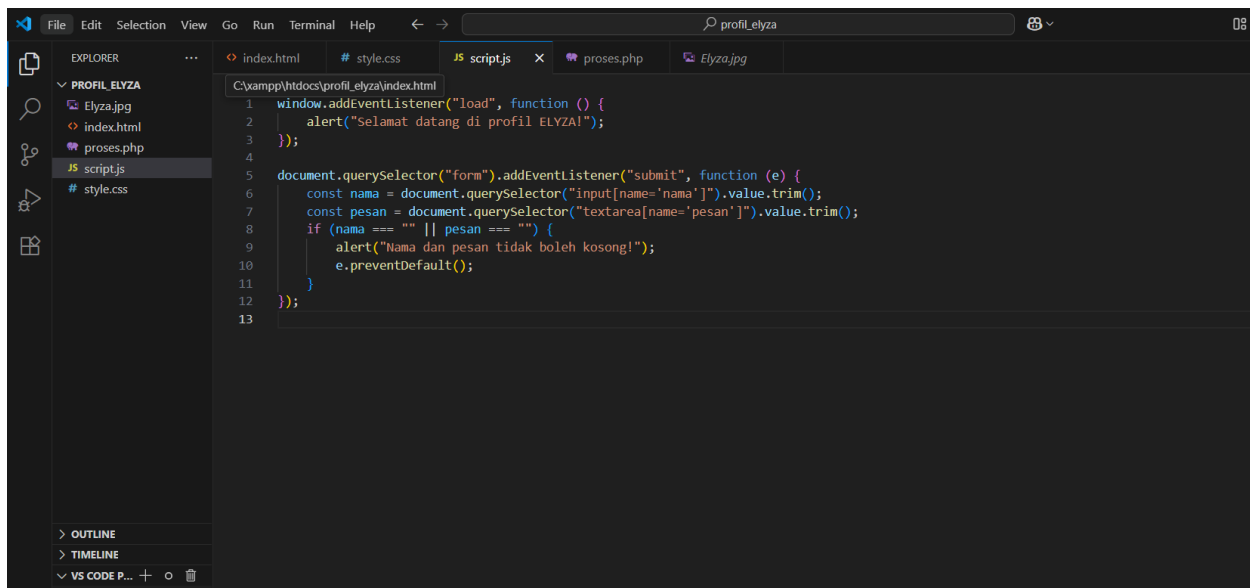 File Edit Selection View Go Run Terminal Help profil_elyza
EXPLORER
index.html style.css JS script.js proses.php Elyza.jpg
PROFIL_ELYZA
C:\xampp\htdocs\profil_elyza\index.html
Elyza.jpg
index.html
proses.php
JS script.js
# style.css
1 window.addEventListener("load", function () {
2 alert("Selamat datang di profil ELYZA!");
3 });
4
5 document.querySelector("form").addEventListener("submit", function (e) {
6 const nama = document.querySelector("input[name='nama']").value.trim();
7 const pesan = document.querySelector("textarea[name='pesan']").value.trim();
8 if (nama === "" || pesan === "") {
9 alert("Nama dan pesan tidak boleh kosong!");
10 e.preventDefault();
11 }
12 });
13
OUTLINE
TIMELINE
VS CODE P...